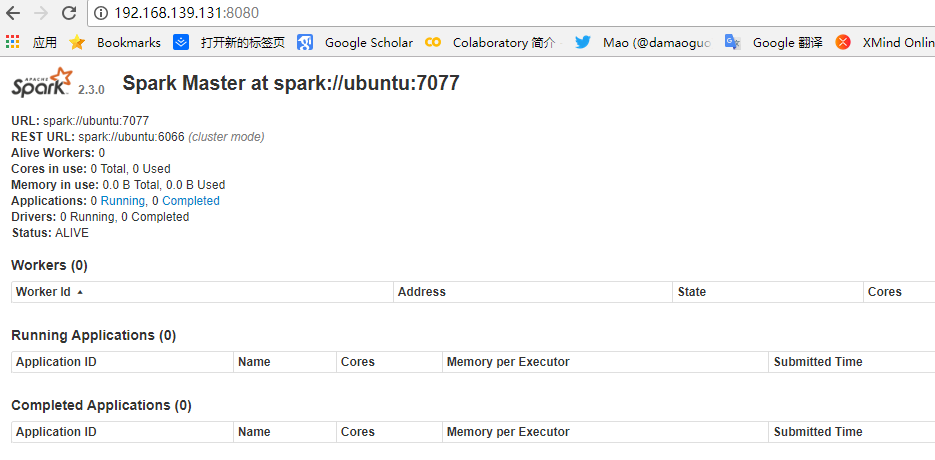 192.168.139.131:8080
应用 Bookmarks 打开新的标签页 Google Scholar Colaboratory 简介 Mao (@damaoguo Google 翻译 XMind Onlin
APACHE Spark 2.3.0 Spark Master at spark://ubuntu:7077
URL: spark://ubuntu:7077
REST URL: spark://ubuntu:6066 (cluster mode)
Alive Workers: 0
Cores in use: 0 Total, 0 Used
Memory in use: 0.0 B Total, 0.0 B Used
Applications: 0 Running, 0 Completed
Drivers: 0 Running, 0 Completed
Status: ALIVE
Workers (0)
Worker Id Address State Cores
Running Applications (0)
Application ID Name Cores Memory per Executor Submitted Time
Completed Applications (0)
Application ID Name Cores Memory per Executor Submitted Time